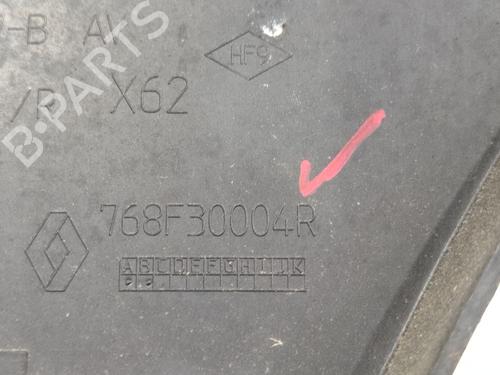 -B AV
HF9
/R X62
768F30004R
ABCDEFGHIJK
B-PARTS